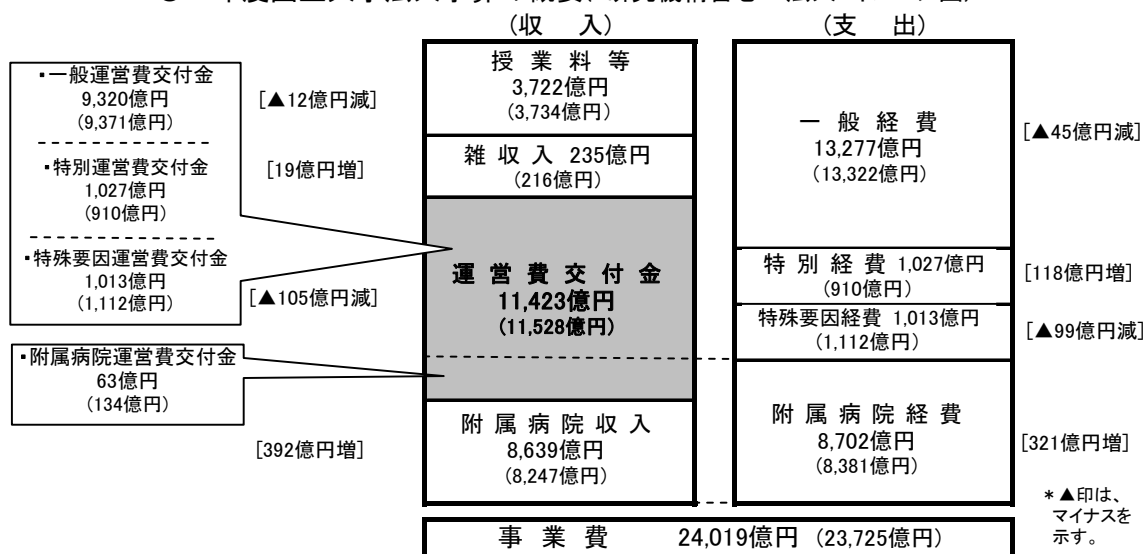 (収　入)
(支　出)
・一般運営費交付金
9,320億円
(9,371億円)
・特別運営費交付金
1,027億円
(910億円)
・特殊要因運営費交付金
1,013億円
(1,112億円)
・附属病院運営費交付金
63億円
(134億円)
[▲12億円減]
[19億円増]
[▲105億円減]
[392億円増]
授業料等
3,722億円
(3,734億円)
雑収入 235億円
(216億円)
運営費交付金
11,423億円
(11,528億円)
附属病院収入
8,639億円
(8,247億円)
一般経費
13,277億円
(13,322億円)
特別経費 1,027億円
(910億円)
特殊要因経費 1,013億円
(1,112億円)
附属病院経費
8,702億円
(8,381億円)
[▲45億円減]
[118億円増]
[▲99億円減]
[321億円増]
＊▲印は、
マイナスを
示す。
事業費　24,019億円 (23,725億円)